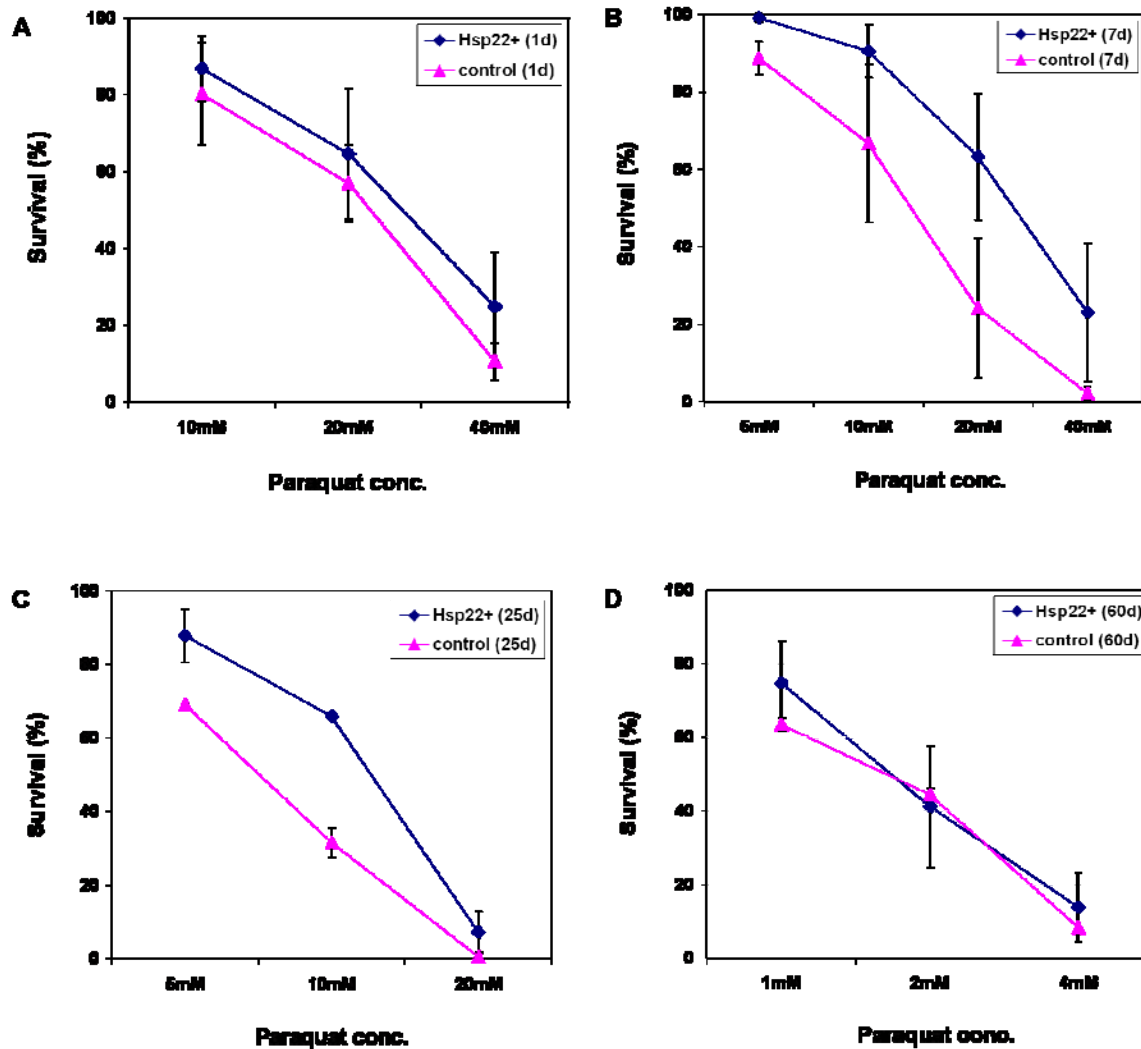 A
Hsp22+ (1d)
control (1d)
100
80
60
40
20
0
Survival (%)
10mM
20mM
40mM
Paraquat conc.
B
Hsp22+ (7d)
control (7d)
100
80
60
40
20
0
Survival (%)
5mM
10mM
20mM
40mM
Paraquat conc.
C
Hsp22+ (25d)
control (25d)
100
80
60
40
20
0
Survival (%)
5mM
10mM
20mM
Paraquat conc.
D
Hsp22+ (60d)
control (60d)
100
80
60
40
20
0
Survival (%)
1mM
2mM
4mM
Paraquat conc.